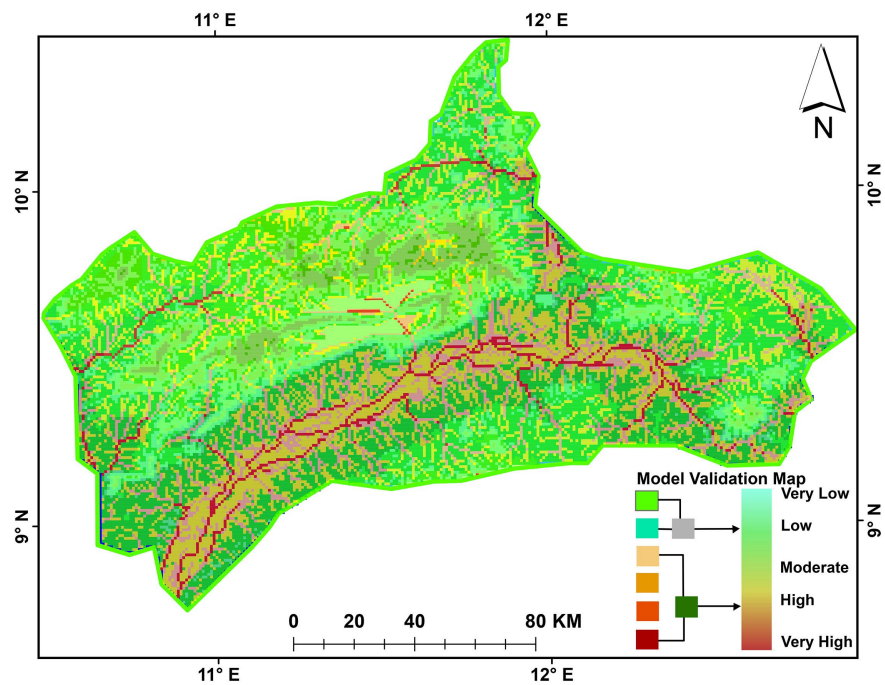 11° E 12° E
N
10° N 10° N
Model Validation Map
Very Low
Low
9° N 9° N
Moderate
High
0 20 40 80 KM
Very High
11° E 12° E